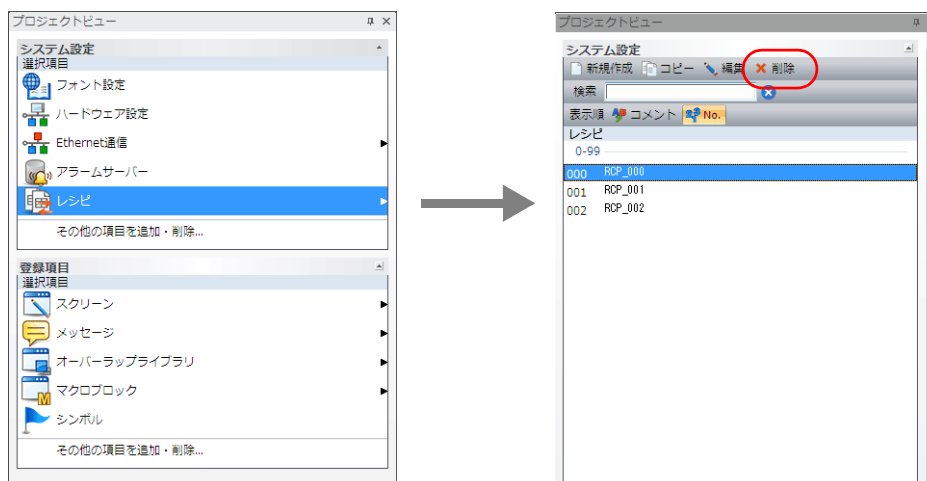 プロジェクトビュー
システム設定
選択項目
フォント設定
ハードウェア設定
Ethernet通信
アラームサーバー
レシピ
その他の項目を追加・削除...
登録項目
選択項目
スクリーン
メッセージ
オーバーラップライブラリ
マクロブロック
シンボル
その他の項目を追加・削除...
プロジェクトビュー
システム設定
新規作成 コピー 編集 削除
検索
表示順 コメント No.
レシピ
0-99
000 RCP_000
001 RCP_001
002 RCP_002